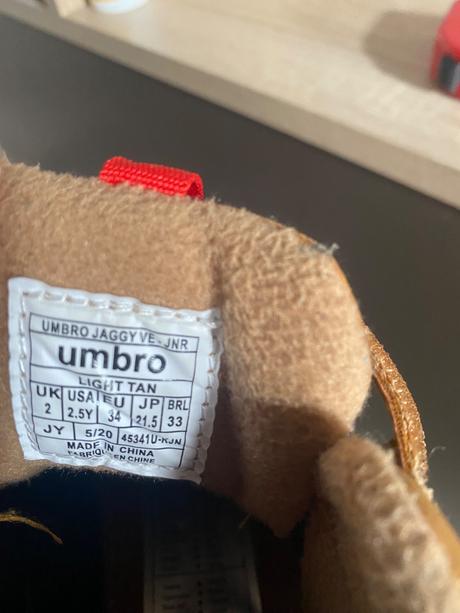 UMBRO JAGGY VE-JNR
umbro
LIGHT TAN
UK USA EU JP BRL
2 2.5Y 34 21.5 33
JY 5/20 45341U-RJN
MADE IN CHINA
FABRIQUE EN CHINE